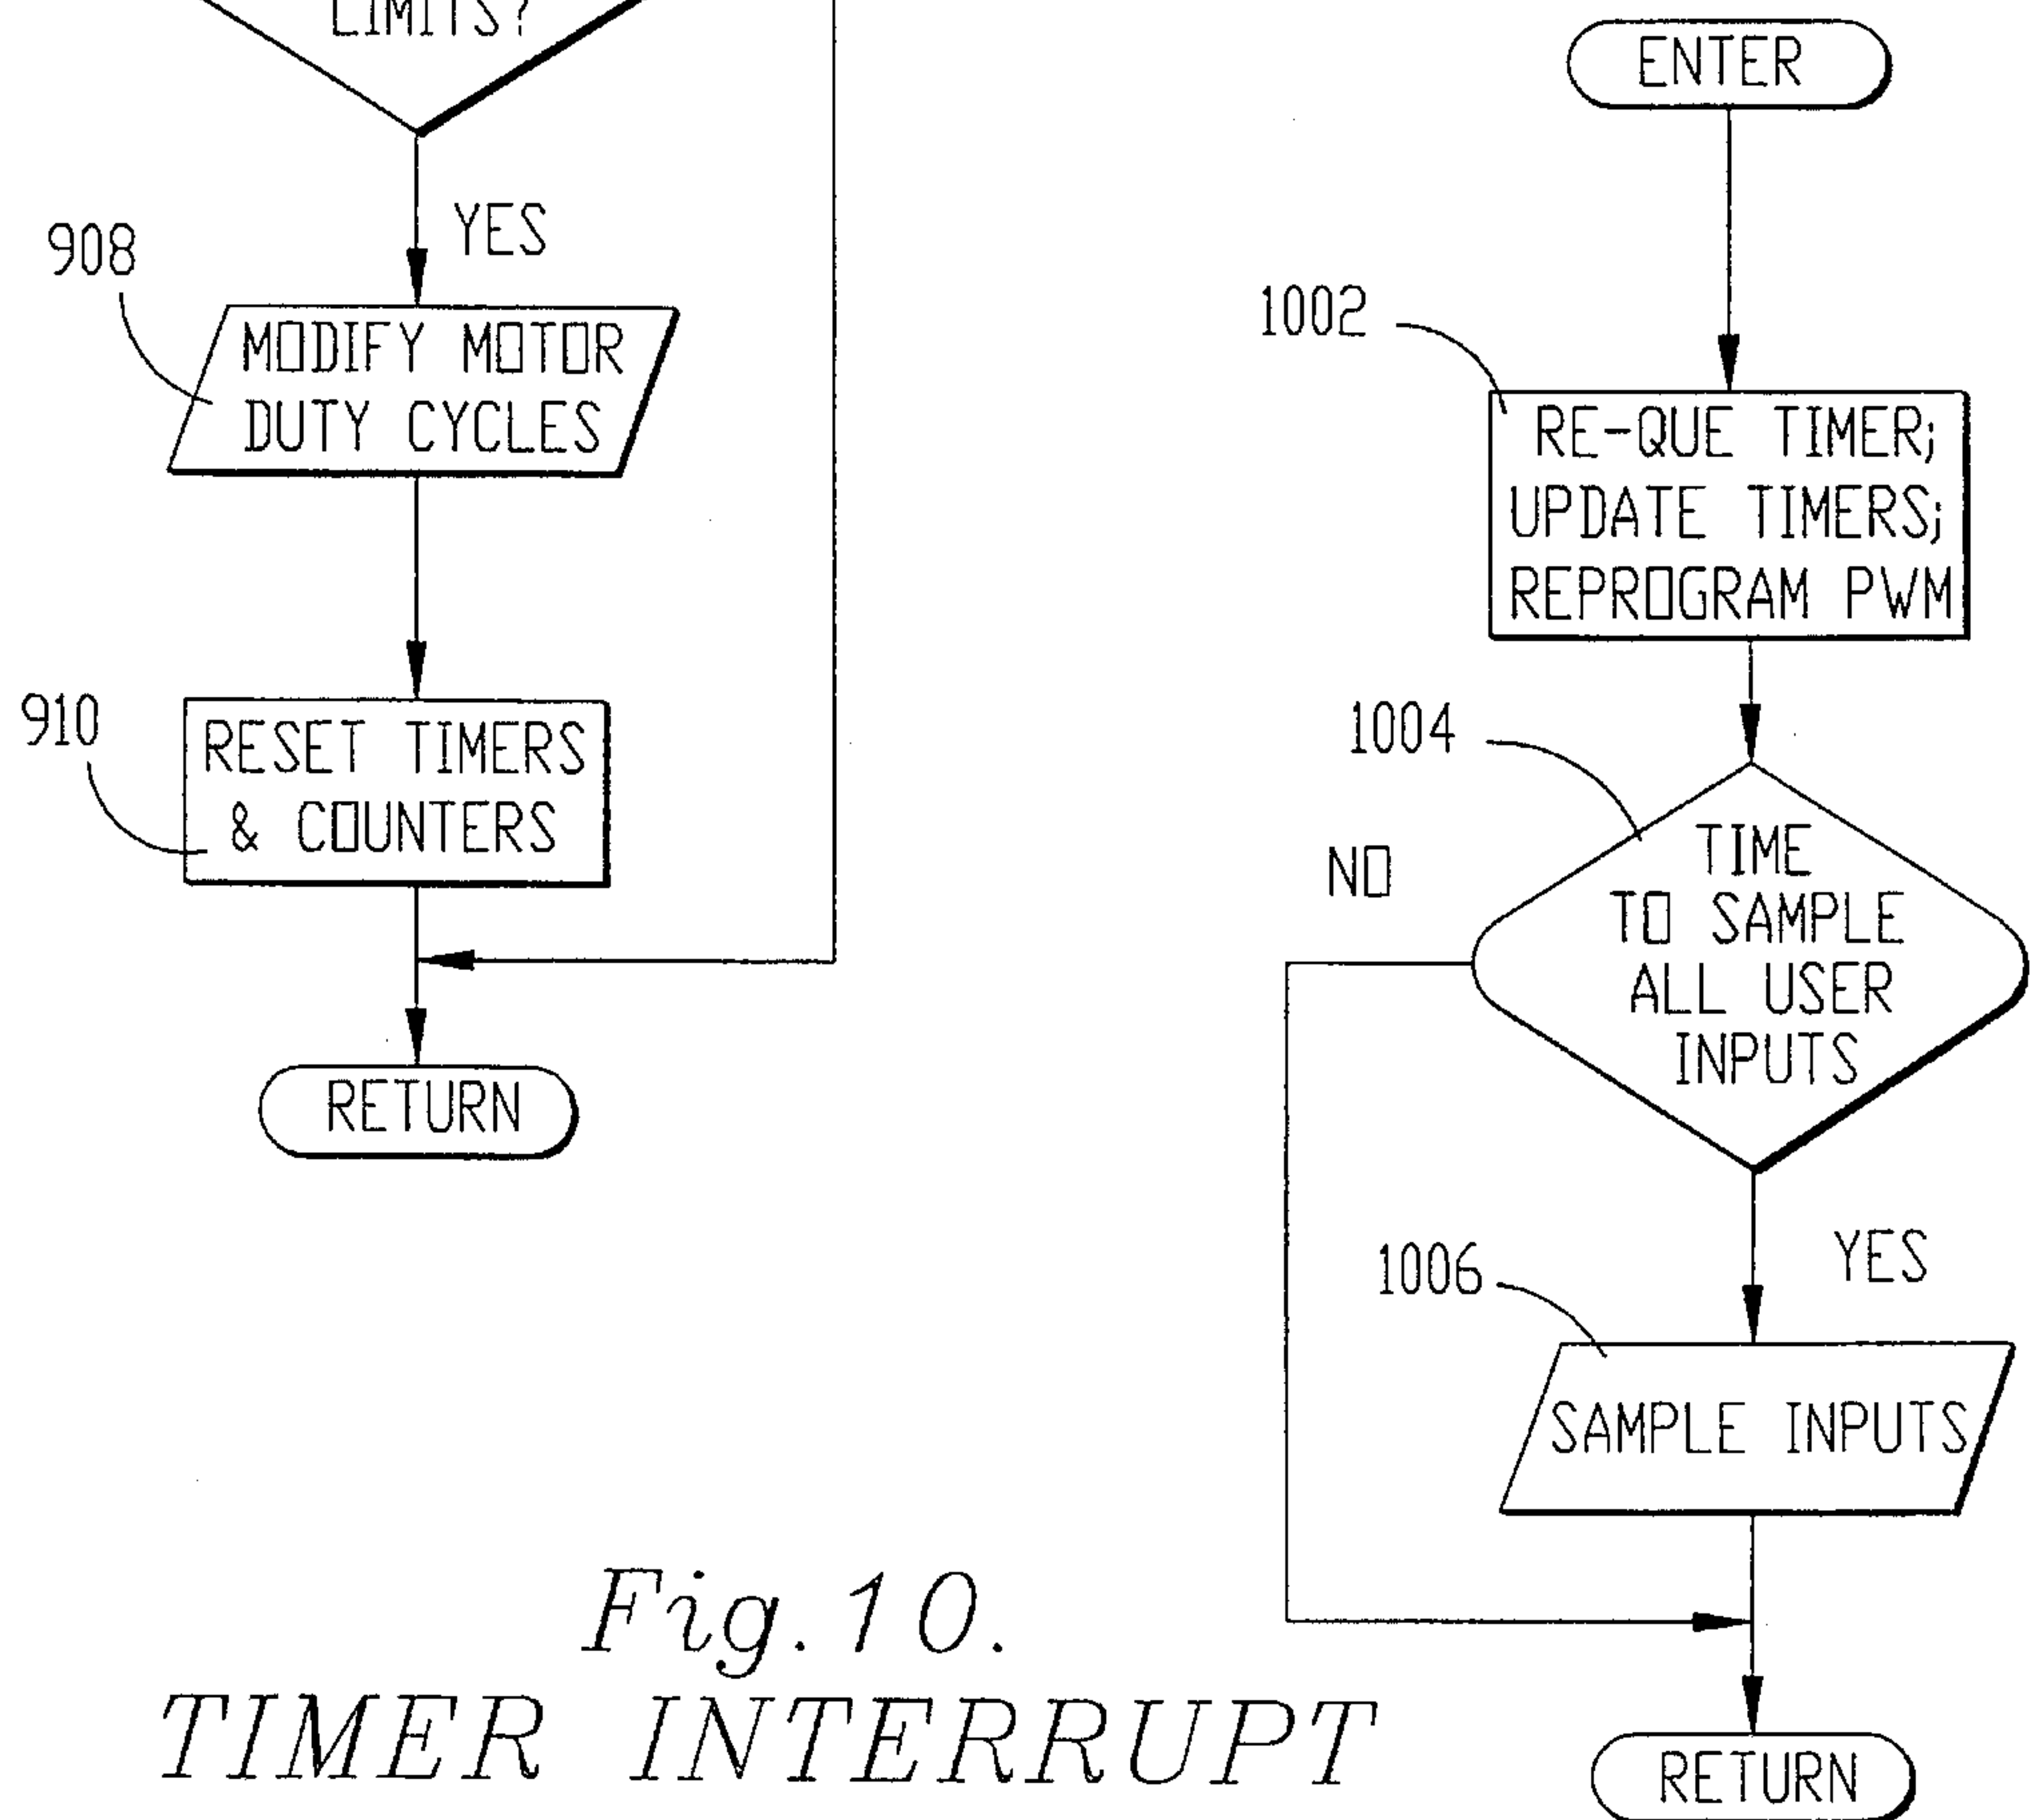 LIMITS?
YES
908
MODIFY MOTOR
DUTY CYCLES
910
RESET TIMERS
& COUNTERS
RETURN
ENTER
1002
RE-QUE TIMER;
UPDATE TIMERS;
REPROGRAM PWM
1004
NO
TIME
TO SAMPLE
ALL USER
INPUTS
YES
1006
SAMPLE INPUTS
RETURN
Fig.10.
TIMER INTERRUPT